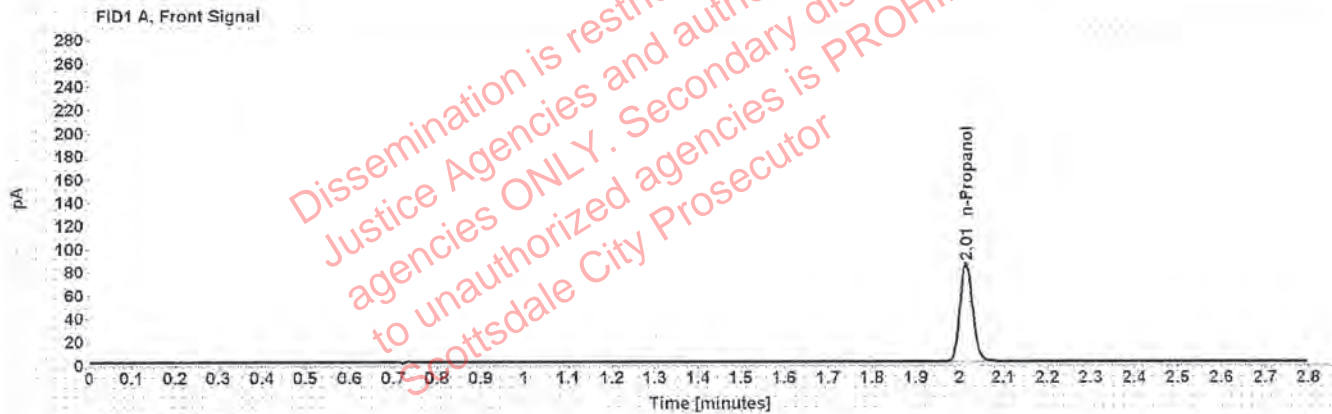 FID1 A, Front Signal
280
260
240
220
200
180
160
140
120
100
80
60
40
20
0
pA
2.01 n-Propanol
0 0.1 0.2 0.3 0.4 0.5 0.6 0.7 0.8 0.9 1 1.1 1.2 1.3 1.4 1.5 1.6 1.7 1.8 1.9 2 2.1 2.2 2.3 2.4 2.5 2.6 2.7 2.8
Time [minutes]
Dissemination is
Justice Agencies and
agencies ONLY. Secondary
to unauthorized agencies is
Scottsdale City Prosecutor